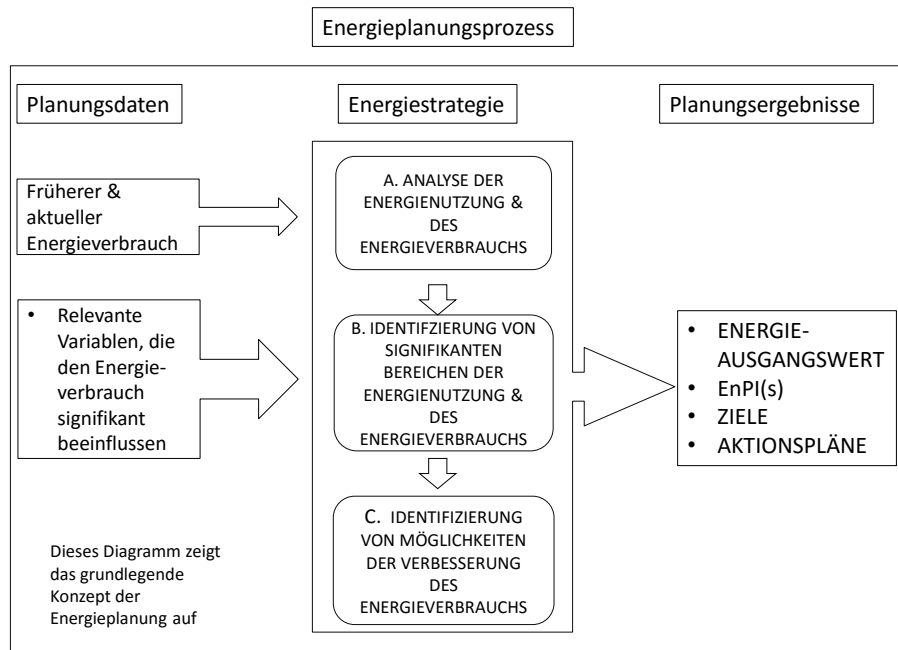 Energieplanungsprozess
Planungsdaten
Energiestrategie
Planungsergebnisse
Früherer &
aktueller
Energieverbrauch
• Relevante
Variablen, die
den Energie-
verbrauch
signifikant
beeinflussen
Dieses Diagramm zeigt
das grundlegende
Konzept der
Energieplanung auf
A. ANALYSE DER
ENERGIENUTZUNG &
DES
ENERGIEVERBRAUCHS
B. IDENTIFZIERUNG VON
SIGNIFIKANTEN
BEREICHEN DER
ENERGIENUTZUNG &
DES
ENERGIEVERBRAUCHS
C. IDENTIFIZIERUNG
VON MÖGLICHKEITEN
DER VERBESSERUNG
DES
ENERGIEVERBRAUCHS
• ENERGIE-
AUSGANGSWERT
• EnPI(s)
• ZIELE
• AKTIONSPLÄNE